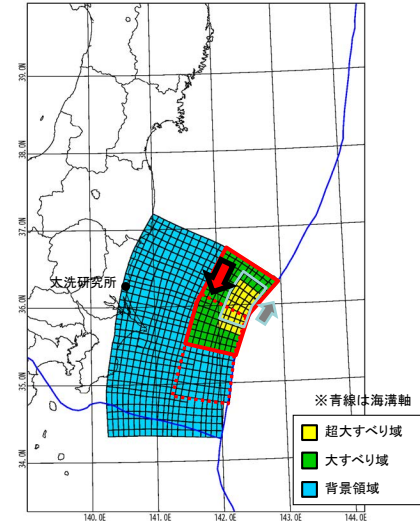 39.0N
38.0N
37.0N
36.0N
大洗研究所
35.0N
34.0N
※青線は海溝軸
超大すべり域
大すべり域
背景領域
140.0E
141.0E
142.0E
143.0E
144.0E